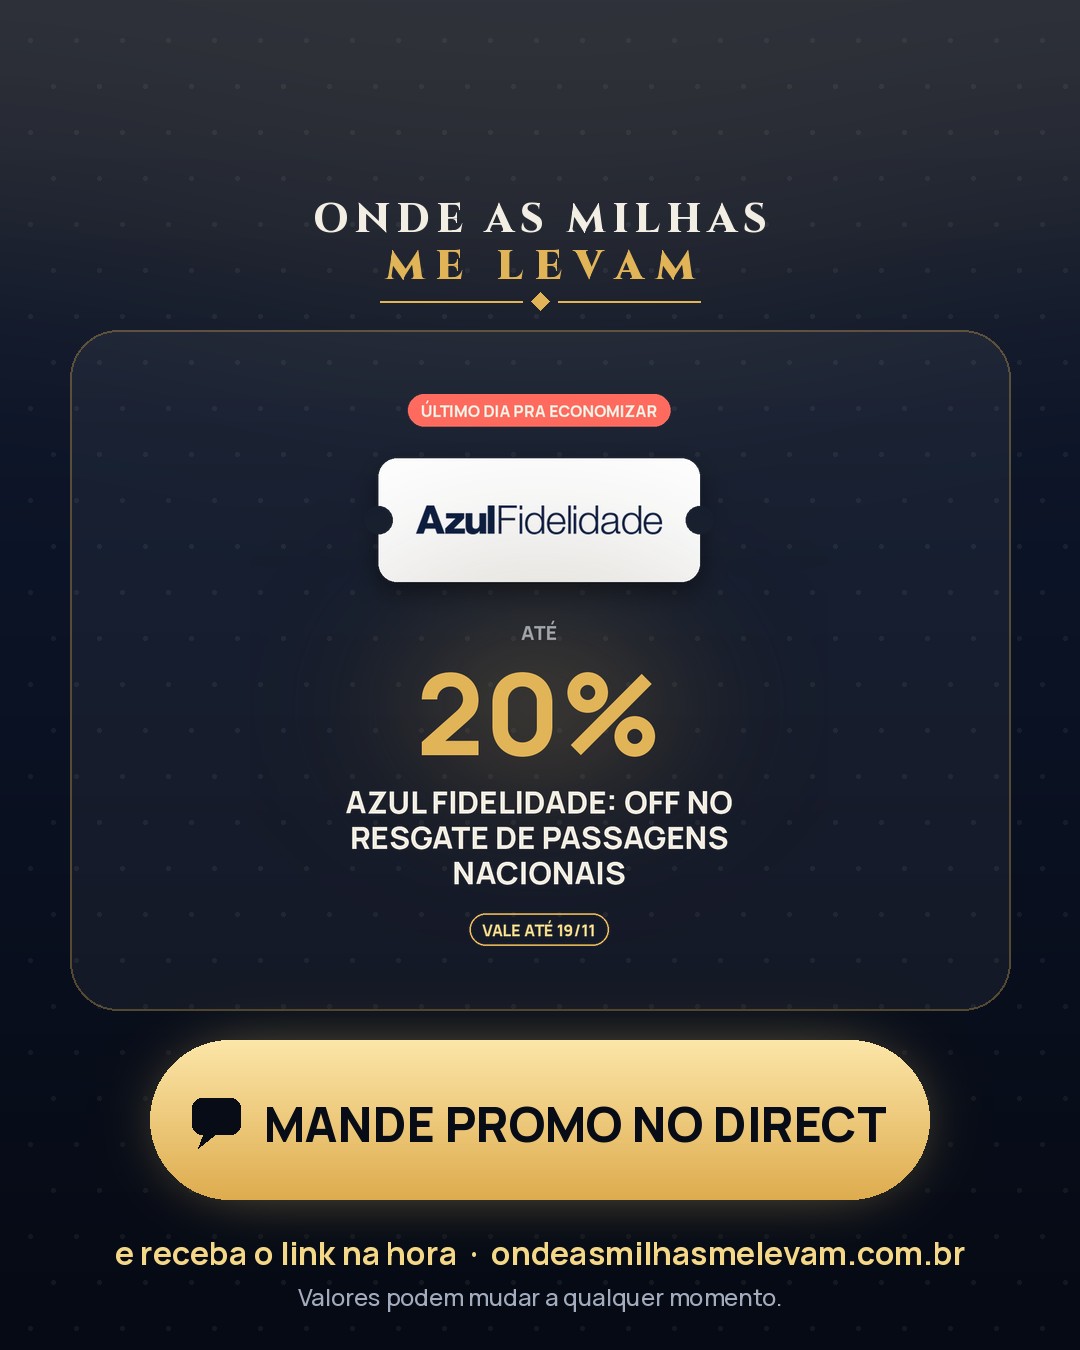 ONDE AS MILHAS
ME LEVAM
ÚLTIMO DIA PRA ECONOMIZAR
AzulFidelidade
ATÉ
20%
AZUL FIDELIDADE: OFF NO
RESGATE DE PASSAGENS
NACIONAIS
VALE ATÉ 19/11
MANDE PROMO NO DIRECT
e receba o link na hora · ondeasmilhasmelevam.com.br
Valores podem mudar a qualquer momento.